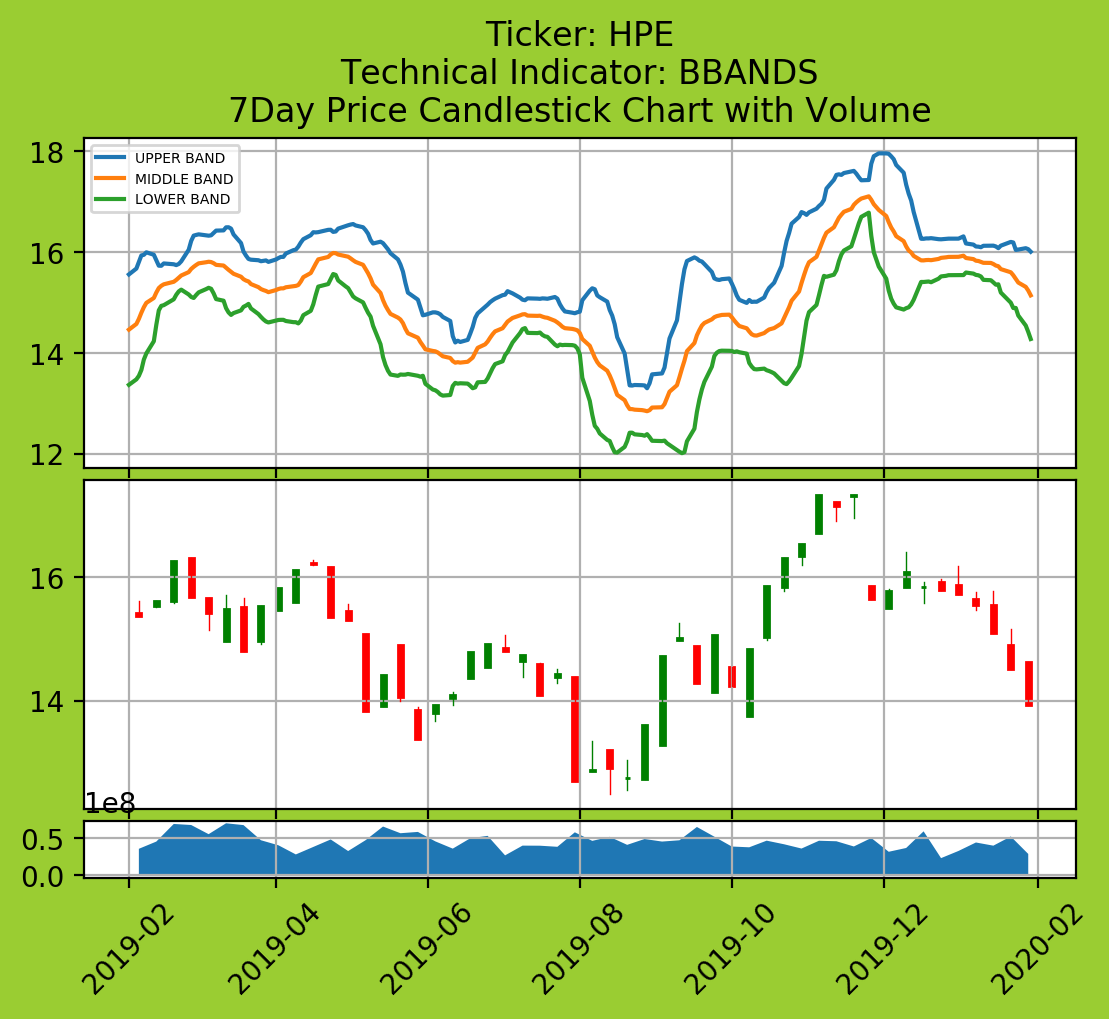 Ticker: HPE
Technical Indicator: BBANDS
7Day Price Candlestick Chart with Volume
UPPER BAND
MIDDLE BAND
LOWER BAND
18
16
14
12
16
14
1e8
0.5
0.0
2019-02
2019-04
2019-06
2019-08
2019-10
2019-12
2020-02